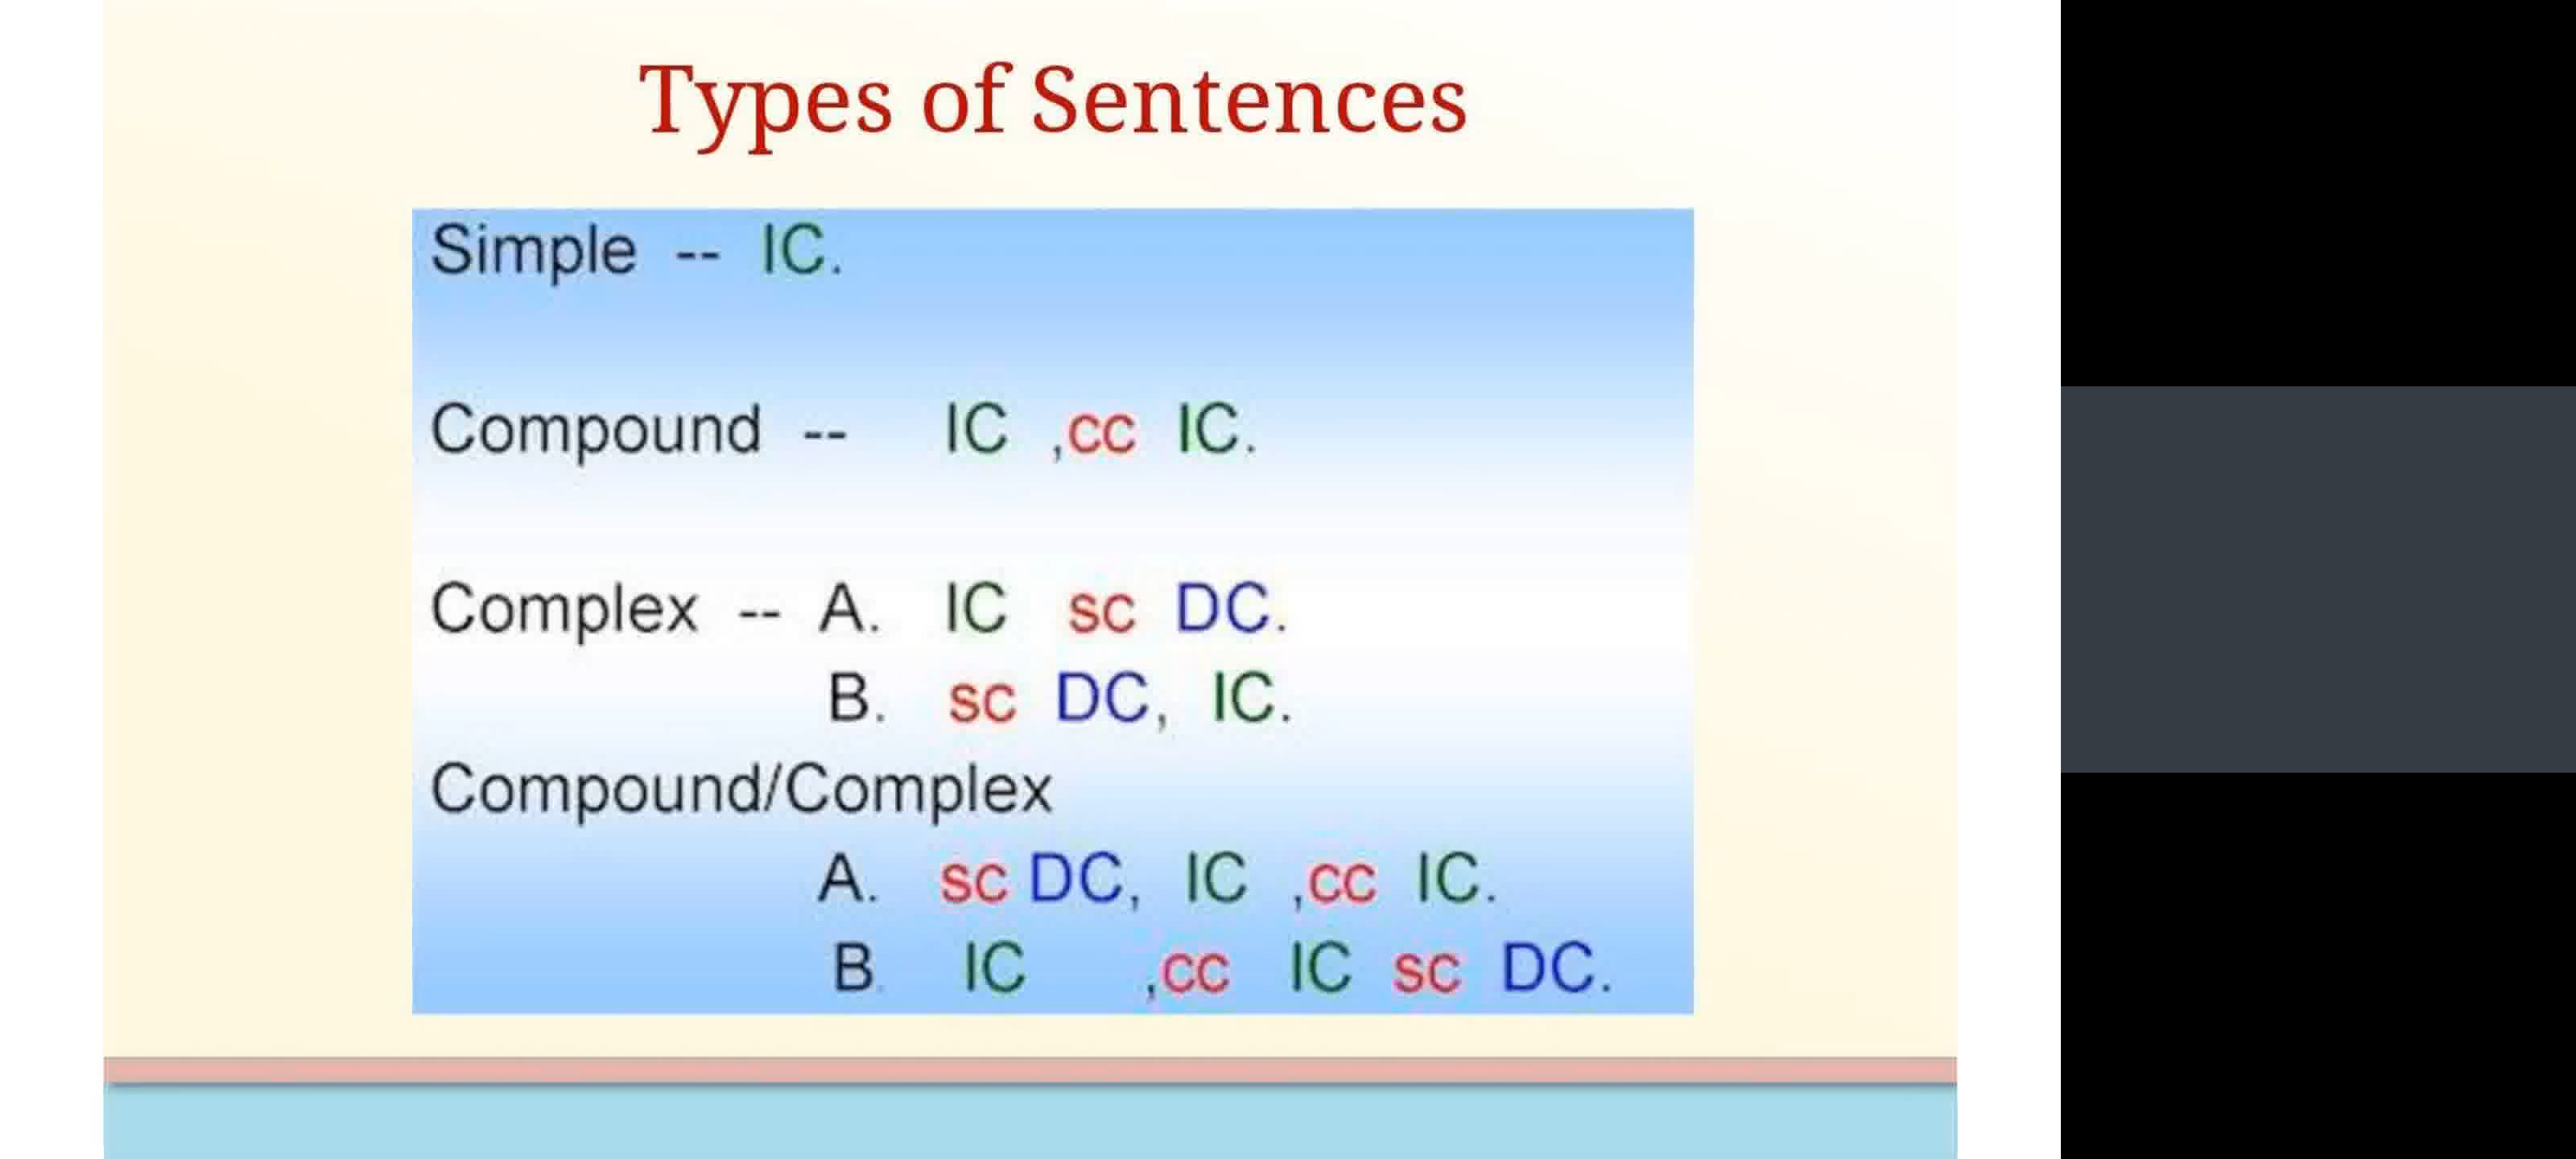 Types of Sentences
Simple -- IC.
Compound -- IC ,cc IC.
Complex -- A. IC sc DC.
B. sc DC, IC.
Compound/Complex
A. sc DC, IC ,cc IC.
B. IC ,cc IC sc DC.